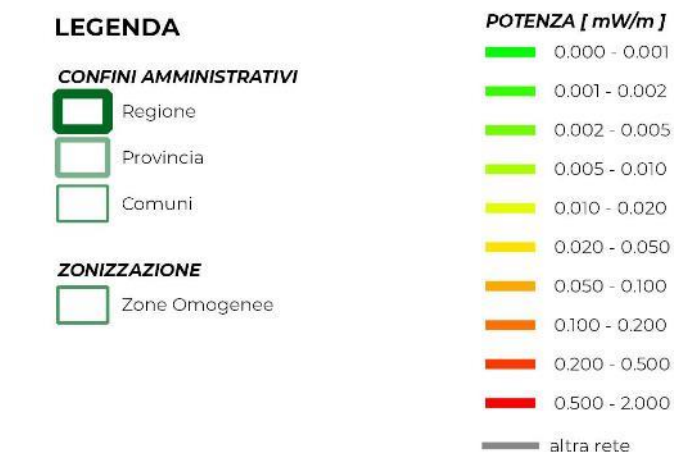 LEGENDA
CONFINI AMMINISTRATIVI
Regione
Provincia
Comuni
ZONIZZAZIONE
Zone Omogenee
POTENZA [ mW/m ]
0.000 - 0.001
0.001 - 0.002
0.002 - 0.005
0.005 - 0.010
0.010 - 0.020
0.020 - 0.050
0.050 - 0.100
0.100 - 0.200
0.200 - 0.500
0.500 - 2.000
altra rete